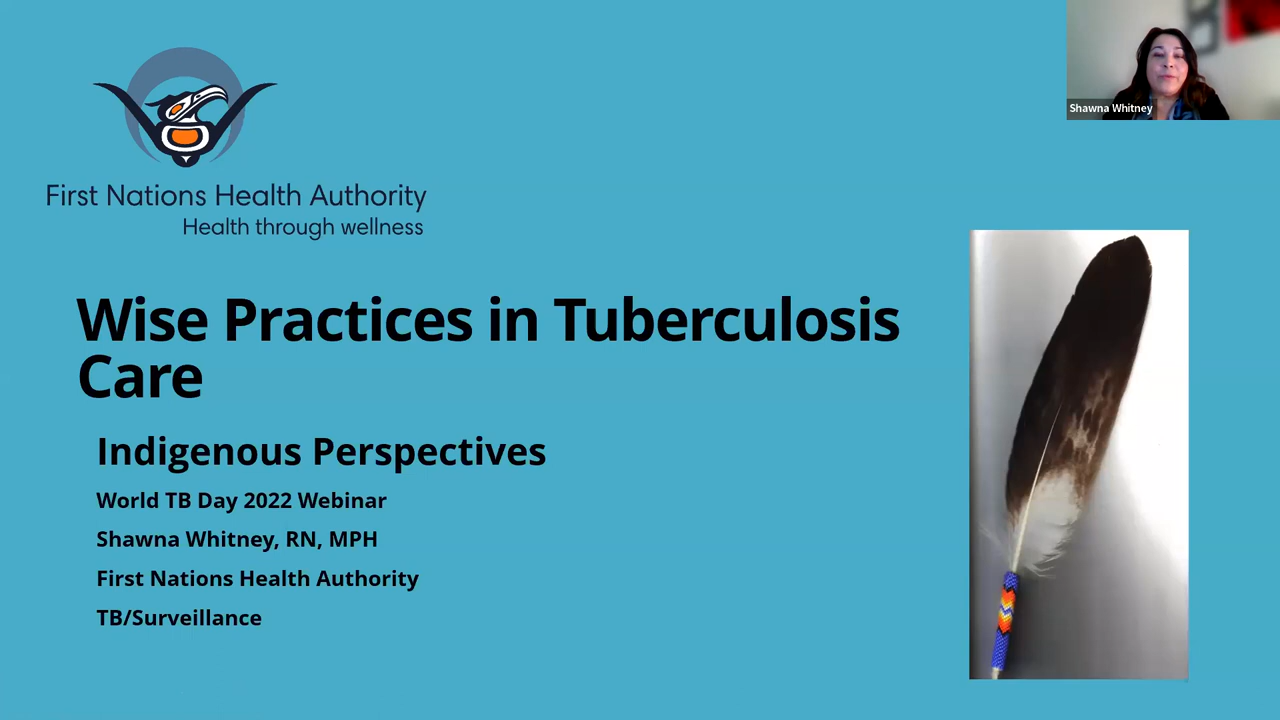 Shawna Whitney
First Nations Health Authority
Health through wellness
Wise Practices in Tuberculosis
Care
Indigenous Perspectives
World TB Day 2022 Webinar
Shawna Whitney, RN, MPH
First Nations Health Authority
TB/Surveillance